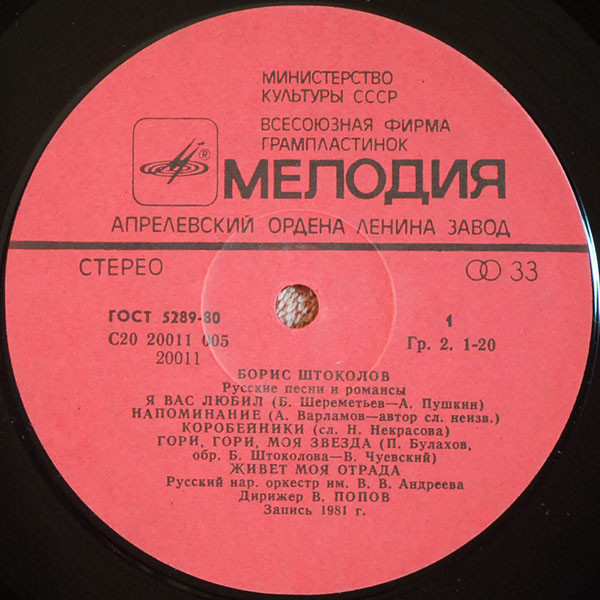 МИНИСТЕРСТВО
КУЛЬТУРЫ СССР
ВСЕСОЮЗНАЯ ФИРМА
ГРАМПЛАСТИНОК
®
МЕЛОДИЯ
АПРЕЛЕВСКИЙ ОРДЕНА ЛЕНИНА ЗАВОД
СТЕРЕО
33
ГОСТ 5289-80
1
С20 20011 005
Гр. 2. 1-20
20011
БОРИС ШТОКОЛОВ
Русские песни и романсы
Я ВАС ЛЮБИЛ (Б. Шереметьев—А. Пушкин)
НАПОМИНАНИЕ (А. Варламов—автор сл. неизв.)
КОРОБЕЙНИКИ (сл. Н. Некрасова)
ГОРИ, ГОРИ, МОЯ ЗВЕЗДА (П. Булахов,
обр. Б. Штоколова—В. Чуевский)
ЖИВЕТ МОЯ ОТРАДА
Русский нар. оркестр им. В. В. Андреева
Дирижер В. ПОПОВ
Запись 1981 г.